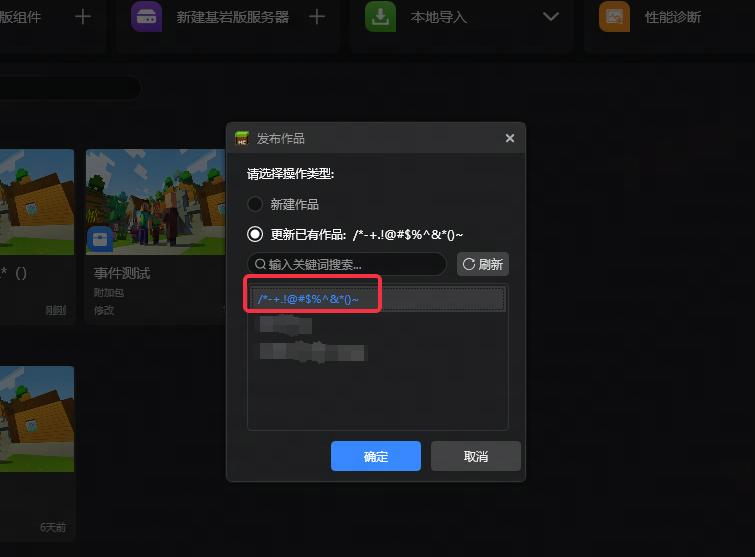 版组件
新建基岩版服务器
本地导入
性能诊断
发布作品
请选择操作类型:
新建作品
更新已有作品: /*-+.!@#$%^&*()~
输入关键词搜索...
刷新
/*-+.!@#$%^&*()~
确定
取消
*（）
刚刚
事件测试
附加包
修改
6天前